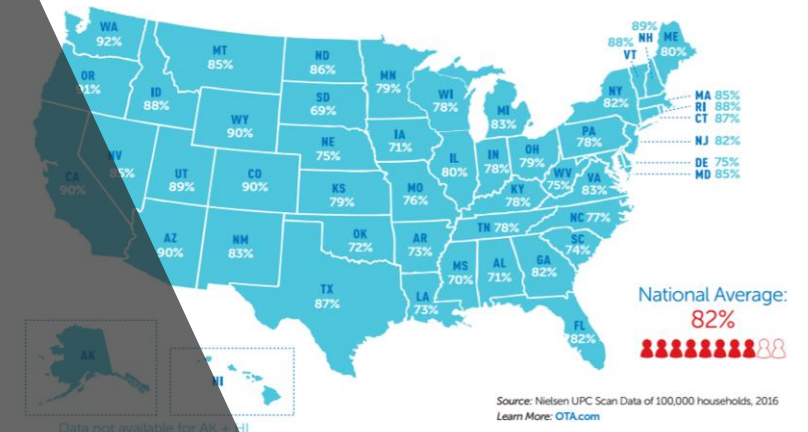 WA
92%
OR
91%
CA
90%
NV
85%
ID
88%
MT
85%
WY
90%
UT
89%
CO
90%
AZ
90%
NM
83%
ND
86%
SD
69%
NE
75%
KS
79%
OK
72%
TX
87%
MN
79%
IA
71%
MO
76%
AR
73%
LA
73%
WI
78%
IL
80%
MI
83%
IN
78%
OH
79%
KY
78%
TN 78%
MS
70%
AL
71%
GA
82%
FL
82%
SC
74%
NC 77%
VA
83%
WV
75%
PA
78%
NY
82%
88%
VT
89%
NH
ME
80%
MA 85%
RI 88%
CT 87%
NJ 82%
DE 75%
MD 85%
AK
HI
Data not available for AK + HI
National Average:
82%
Source: Nielsen UPC Scan Data of 100,000 households, 2016
Learn More: OTA.com